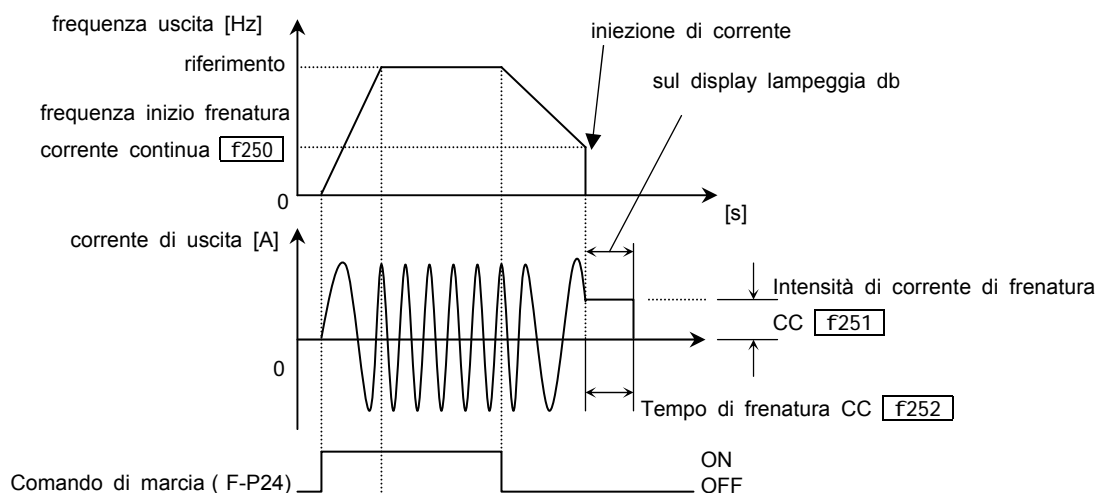 frequenza uscita [Hz]
iniezione di corrente
riferimento
sul display lampeggia db
frequenza inizio frenatura
corrente continua f250
0
[s]
corrente di uscita [A]
Intensità di corrente di frenatura
CC f251
0
Tempo di frenatura CC f252
ON
Comando di marcia ( F-P24)
OFF